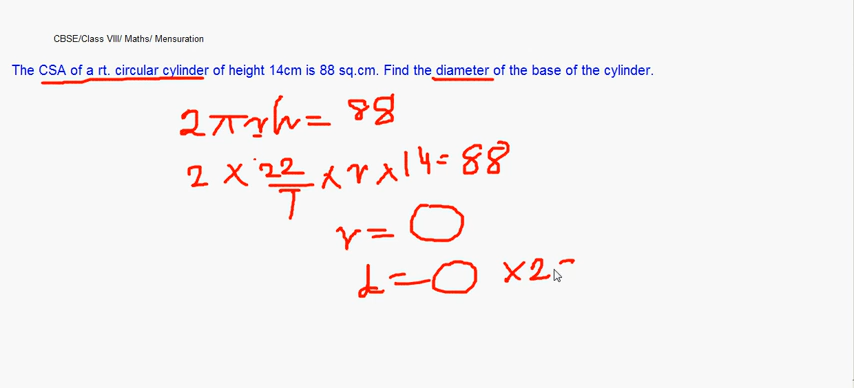 CBSE/Class VIII/ Maths/ Mensuration
The CSA of a rt. circular cylinder of height 14cm is 88 sq.cm. Find the diameter of the base of the cylinder.
2πrh = 88
2 × 22/7 × r × 14 = 88
r =
d = ×2 =